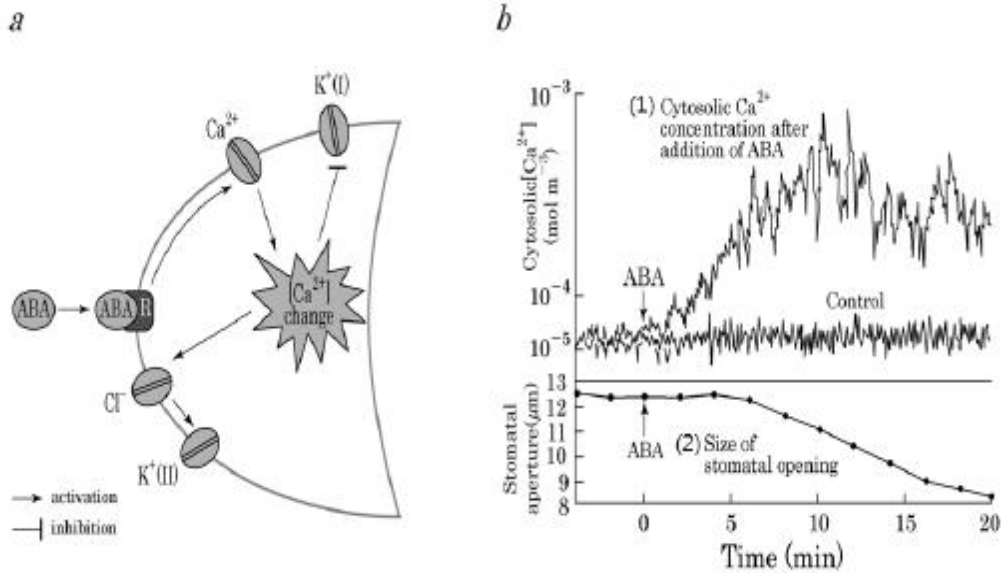 a
K⁺(I)
Ca²⁺
ABA
ABA
R
[Ca²⁺]
change
Cl⁻
K⁺(II)
activation
inhibition
b
10⁻³
(1) Cytosolic Ca²⁺
concentration after
addition of ABA
Cytosolic[Ca²⁺]
(mol m⁻³)
ABA
10⁻⁴
Control
10⁻⁵
13
12
11
10
9
8
Stomatal
aperture(μm)
ABA
(2) Size of
stomatal opening
0
5
10
15
20
Time (min)